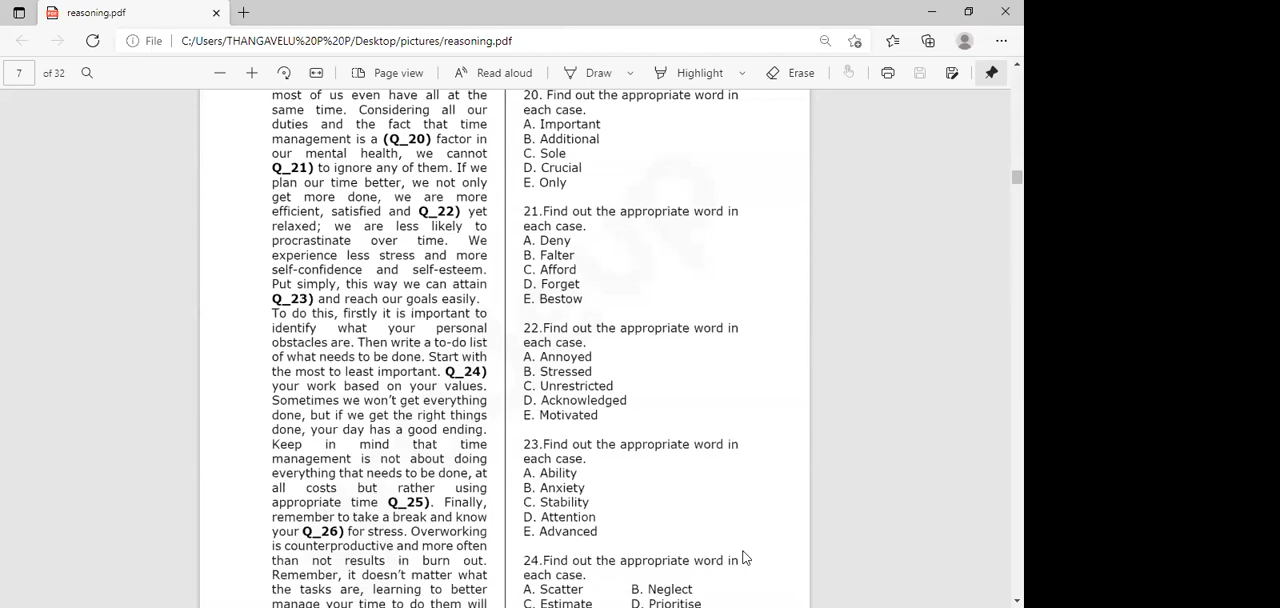 reasoning.pdf
File
C:/Users/THANGAVELU%20P%20P/Desktop/pictures/reasoning.pdf
7 of 32
Page view
Read aloud
Draw
Highlight
Erase
most of us even have all at the
same time. Considering all our
duties and the fact that time
management is a (Q_20) factor in
our mental health, we cannot
Q_21) to ignore any of them. If we
plan our time better, we not only
get more done, we are more
efficient, satisfied and Q_22) yet
relaxed; we are less likely to
procrastinate over time. We
experience less stress and more
self-confidence and self-esteem.
Put simply, this way we can attain
Q_23) and reach our goals easily.
To do this, firstly it is important to
identify what your personal
obstacles are. Then write a to-do list
of what needs to be done. Start with
the most to least important. Q_24)
your work based on your values.
Sometimes we won't get everything
done, but if we get the right things
done, your day has a good ending.
Keep in mind that time
management is not about doing
everything that needs to be done, at
all costs but rather using
appropriate time Q_25). Finally,
remember to take a break and know
your Q_26) for stress. Overworking
is counterproductive and more often
than not results in burn out.
Remember, it doesn't matter what
the tasks are, learning to better
manage your time to do them will
20. Find out the appropriate word in
each case.
A. Important
B. Additional
C. Sole
D. Crucial
E. Only
21.Find out the appropriate word in
each case.
A. Deny
B. Falter
C. Afford
D. Forget
E. Bestow
22.Find out the appropriate word in
each case.
A. Annoyed
B. Stressed
C. Unrestricted
D. Acknowledged
E. Motivated
23.Find out the appropriate word in
each case.
A. Ability
B. Anxiety
C. Stability
D. Attention
E. Advanced
24.Find out the appropriate word in
each case.
A. Scatter B. Neglect
C. Estimate D. Prioritise